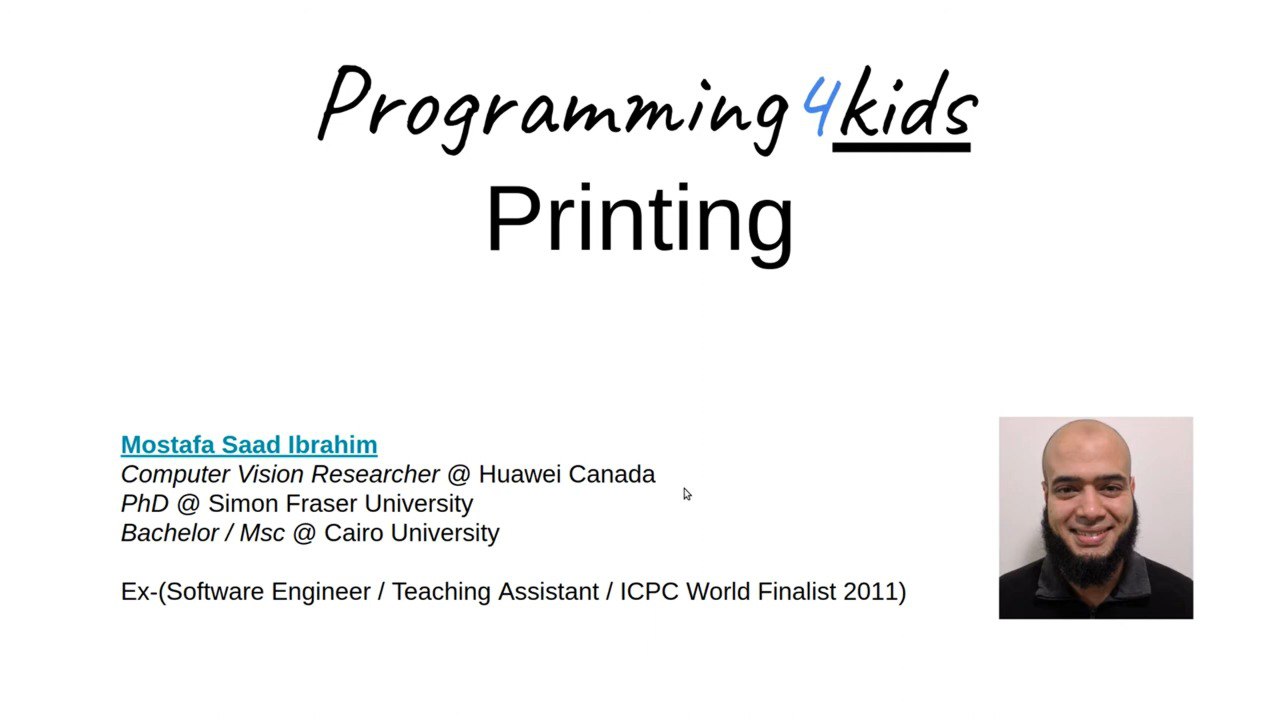 Programming4kids
Printing
Mostafa Saad Ibrahim
Computer Vision Researcher @ Huawei Canada
PhD @ Simon Fraser University
Bachelor / Msc @ Cairo University
Ex-(Software Engineer / Teaching Assistant / ICPC World Finalist 2011)